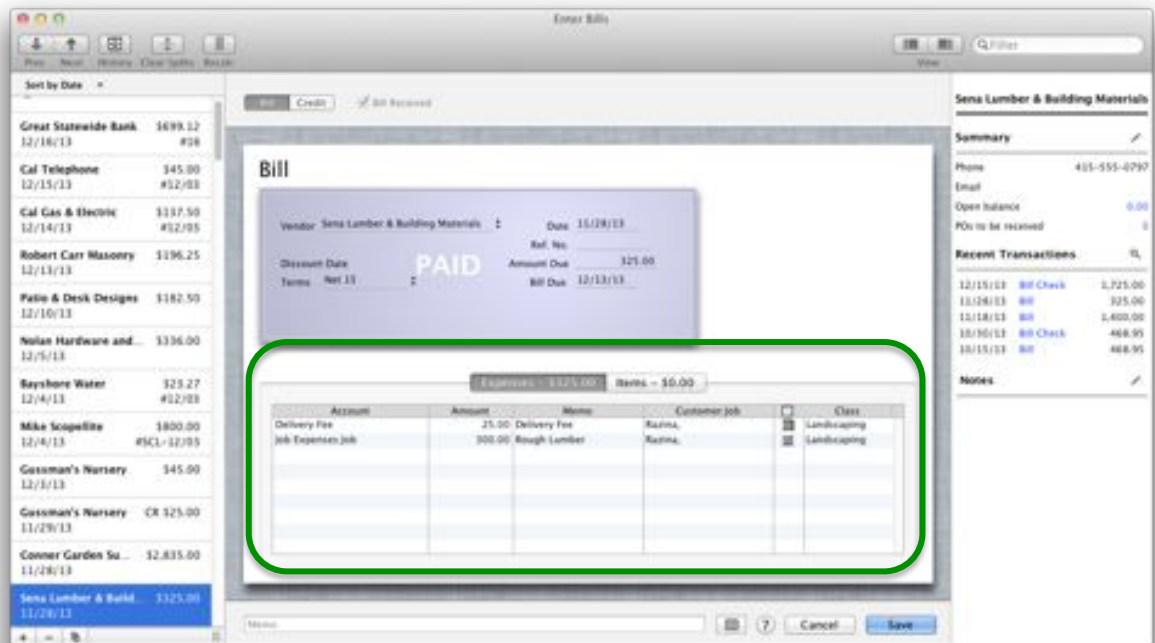 Enter Bills
Prev Next History Clear Splits Recalc
View
Filter
Sort by Date
Great Statewide Bank $699.12
12/16/13 #16
Cal Telephone $45.00
12/15/13 #12/03
Cal Gas & Electric $137.50
12/14/13 #12/03
Robert Carr Masonry $196.25
12/13/13
Patio & Desk Designs $182.50
12/10/13
Nolan Hardware and... $336.00
12/5/13
Bayshore Water $23.27
12/4/13 #12/03
Mike Scopellite $800.00
12/4/13 #SCL-12/03
Gussman's Nursery $45.00
12/3/13
Gussman's Nursery CR $25.00
11/29/13
Conner Garden Su... $2,835.00
11/28/13
Sena Lumber & Build... $325.00
11/28/13
Bill Credit Bill Received
Bill
Vendor Sena Lumber & Building Materials Date 11/28/13
Ref. No.
Discount Date PAID Amount Due 325.00
Terms Net 15 Bill Due 12/13/13
Expenses - $325.00 Items - $0.00
Account Amount Memo Customer:Job Class
Delivery Fee 25.00 Delivery Fee Kazina, Landscaping
Job Expenses:Job 300.00 Rough Lumber Kazina, Landscaping
Memo
? Cancel Save
Sena Lumber & Building Materials
Summary
Phone 415-555-0797
Email
Open balance 0.00
POs to be received 0
Recent Transactions
12/15/13 Bill Check 1,725.00
11/28/13 Bill 325.00
11/18/13 Bill 1,400.00
10/30/13 Bill Check 468.95
10/15/13 Bill 468.95
Notes